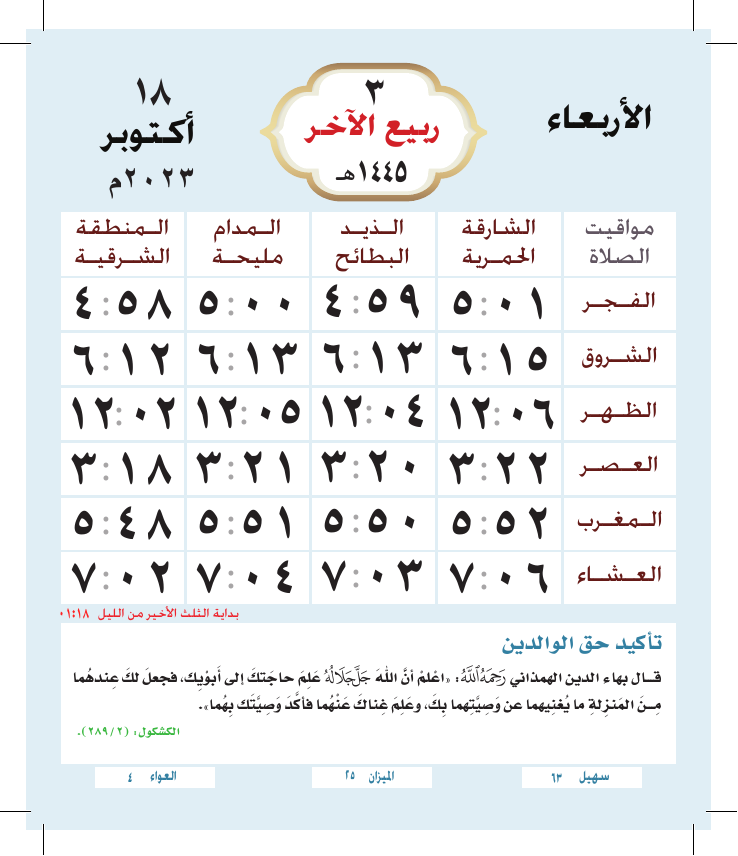 الأربعاء
٣
ربيع الآخر
١٤٤٥هـ
١٨
أكتوبر
٢٠٢٣م
مواقيت الصلاة الشارقة الحمرية الذيد البطائح المدام مليحة المنطقة الشرقية
الفجر ٥:٠١ ٤:٥٩ ٥:٠٠ ٤:٥٨
الشروق ٦:١٥ ٦:١٣ ٦:١٣ ٦:١٢
الظهر ١٢:٠٦ ١٢:٠٤ ١٢:٠٥ ١٢:٠٢
العصر ٣:٢٢ ٣:٢٠ ٣:٢١ ٣:١٨
المغرب ٥:٥٢ ٥:٥٠ ٥:٥١ ٥:٤٨
العشاء ٧:٠٦ ٧:٠٣ ٧:٠٤ ٧:٠٢
بداية الثلث الأخير من الليل ٠١:١٨
تأكيد حق الوالدين
قال بهاء الدين الهمذاني رَحِمَهُ ٱللَّهُ: «اعْلمْ أنَّ اللهَ جَلَّ جَلَالُهُ عَلِمَ حاجَتكَ إلى أبَوَيْكَ، فجعلَ لكَ عِندهُما
مِنَ المَنزلةِ ما يُغنِيهما عن وَصِيَّتِهما بِكَ، وعَلِمَ غِناكَ عَنْهُما فأكَّدَ وَصِيَّتَك بِهُما».
الكشكول: (٢/ ٢٨٩).
سهيل ٦٣
الميزان ٢٥
العواء ٤